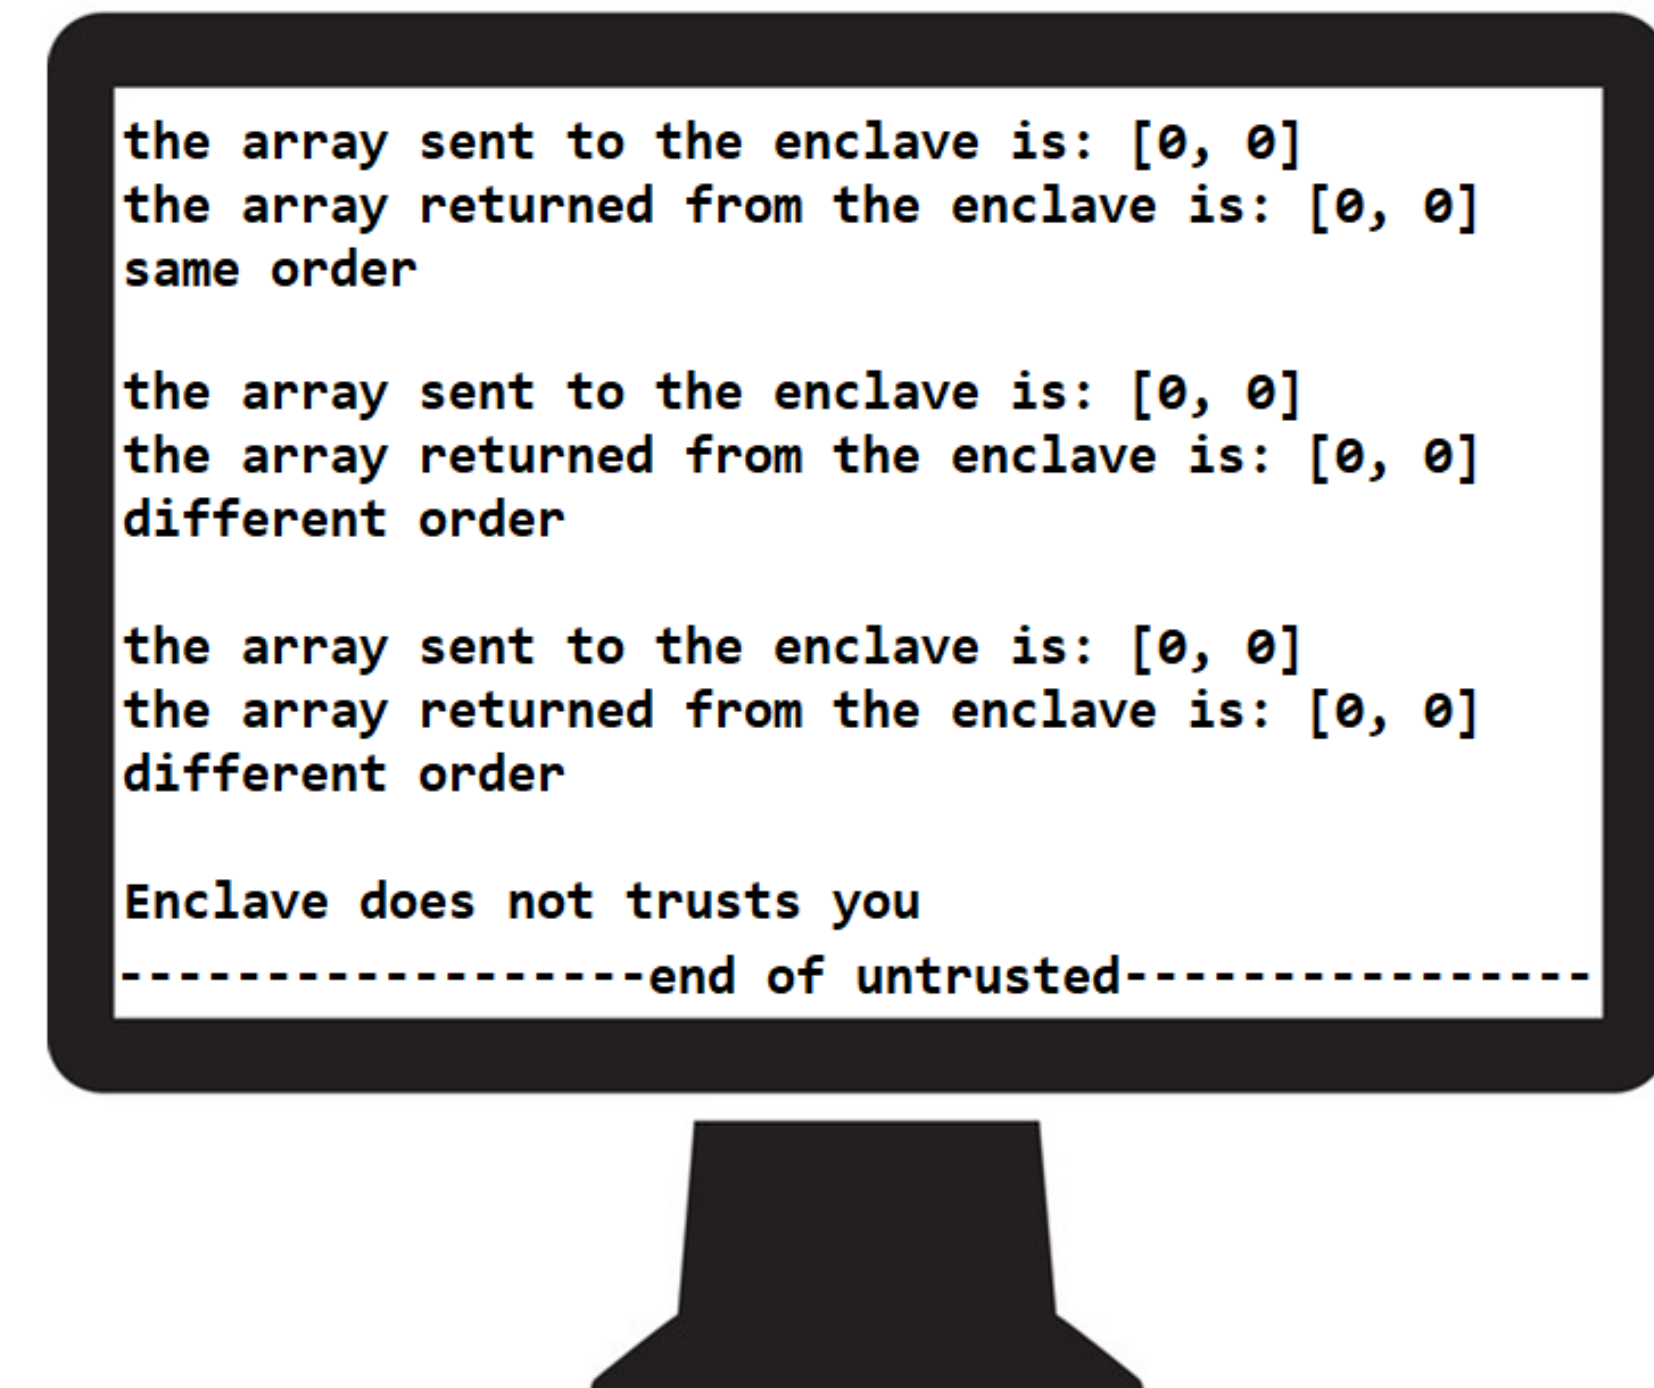 the array sent to the enclave is: [0, 0]
the array returned from the enclave is: [0, 0]
same order
the array sent to the enclave is: [0, 0]
the array returned from the enclave is: [0, 0]
different order
the array sent to the enclave is: [0, 0]
the array returned from the enclave is: [0, 0]
different order
Enclave does not trusts you
------------------end of untrusted----------------